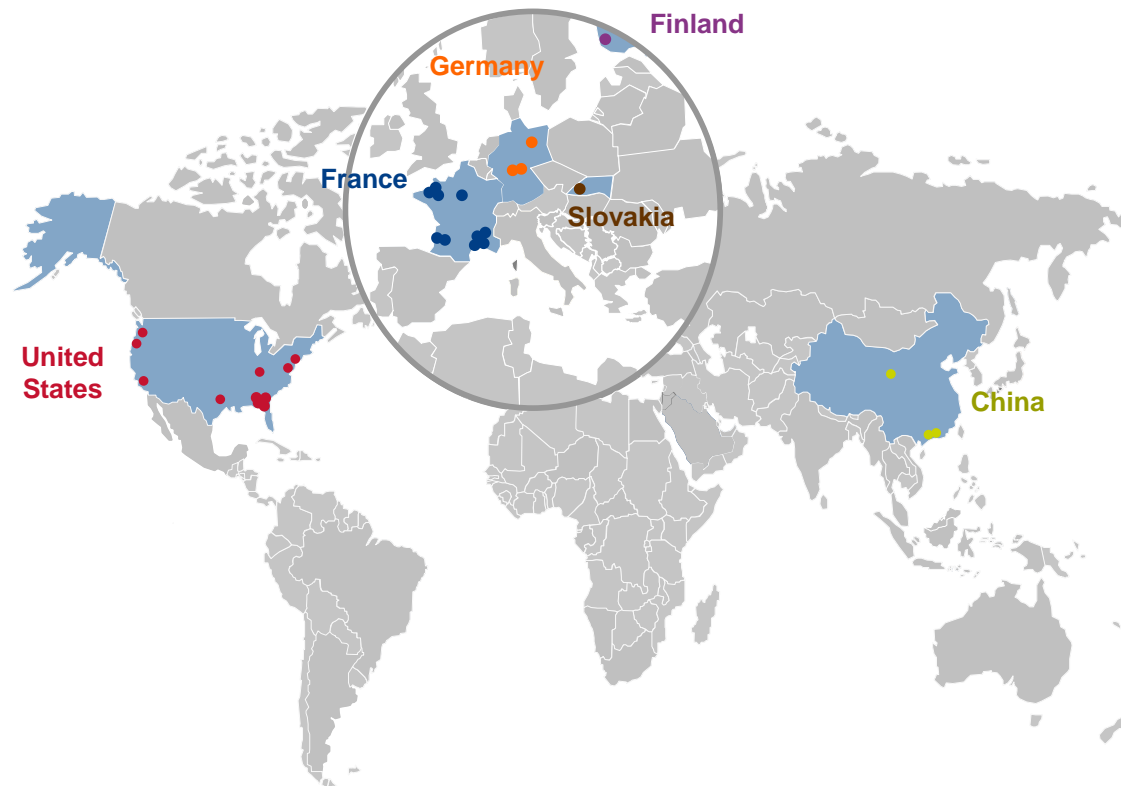 Finland
Germany
France
Slovakia
United
States
China